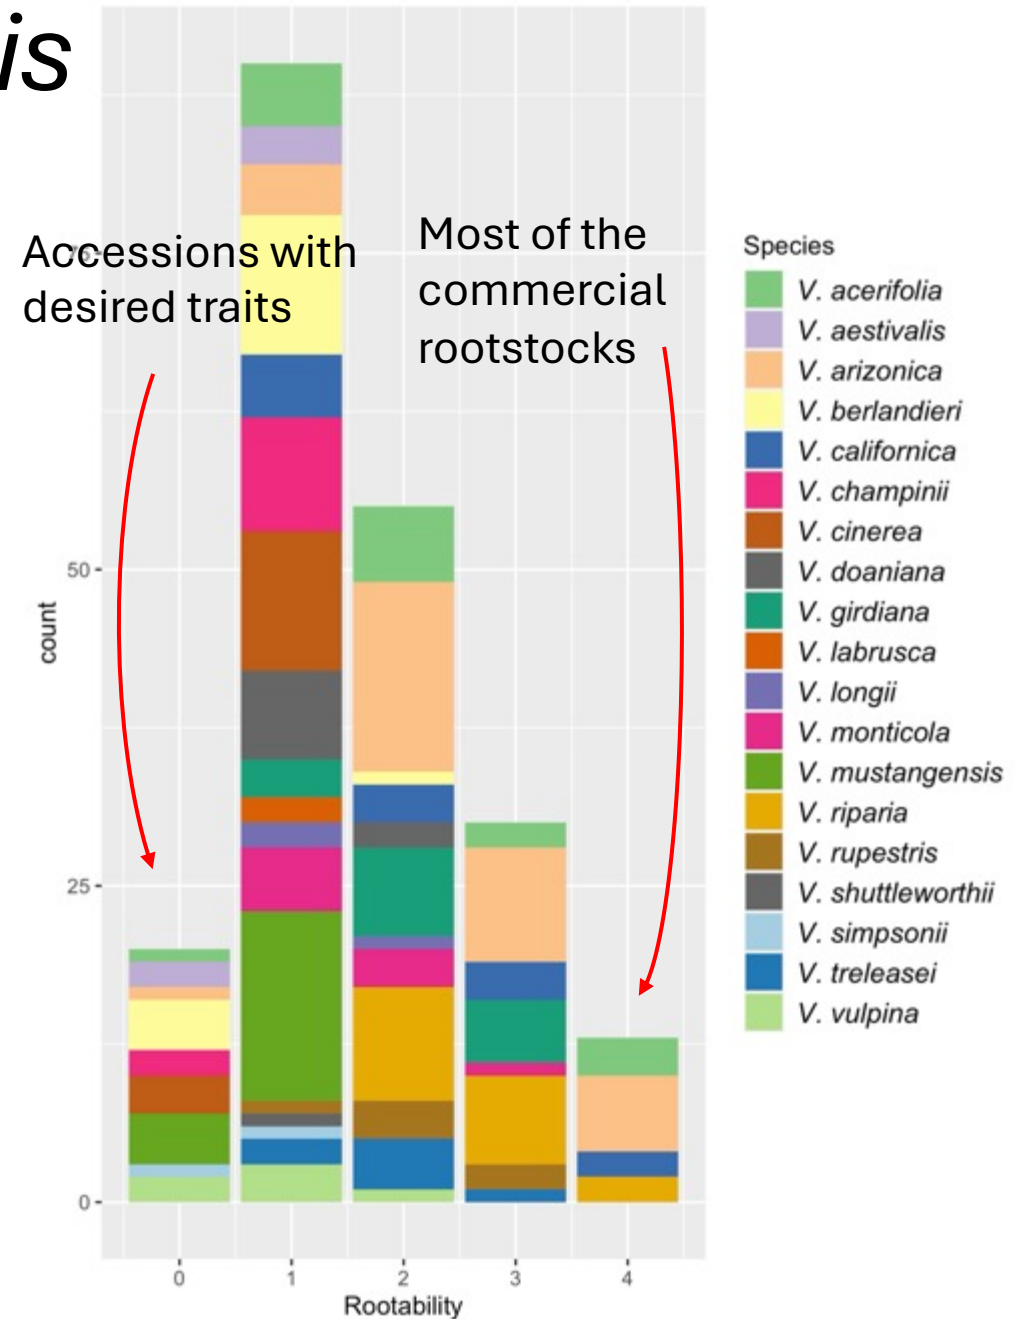 is
Accessions with
desired traits
Most of the
commercial
rootstocks
75
50
25
0
count
0 1 2 3 4
Rootability
Species
V. acerifolia
V. aestivalis
V. arizonica
V. berlandieri
V. californica
V. champinii
V. cinerea
V. doaniana
V. girdiana
V. labrusca
V. longii
V. monticola
V. mustangensis
V. riparia
V. rupestris
V. shuttleworthii
V. simpsonii
V. treleasei
V. vulpina